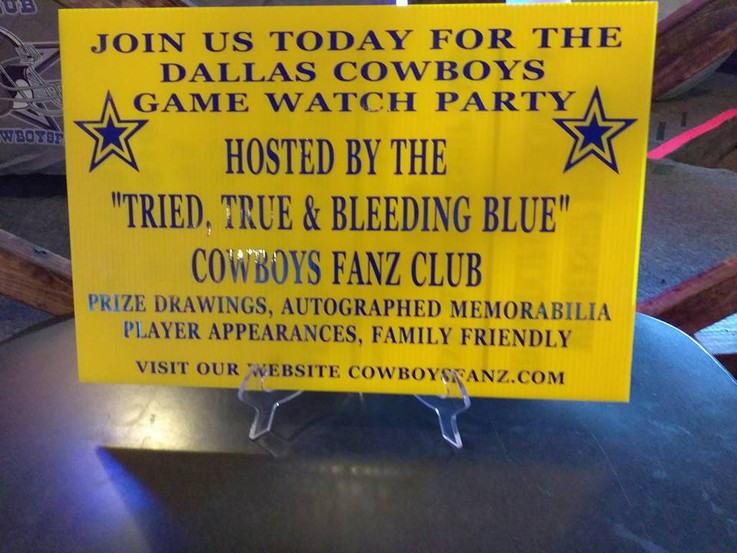 JOIN US TODAY FOR THE
DALLAS COWBOYS
GAME WATCH PARTY
HOSTED BY THE
"TRIED, TRUE & BLEEDING BLUE"
COWBOYS FANZ CLUB
PRIZE DRAWINGS, AUTOGRAPHED MEMORABILIA
PLAYER APPEARANCES, FAMILY FRIENDLY
VISIT OUR WEBSITE COWBOYSFANZ.COM